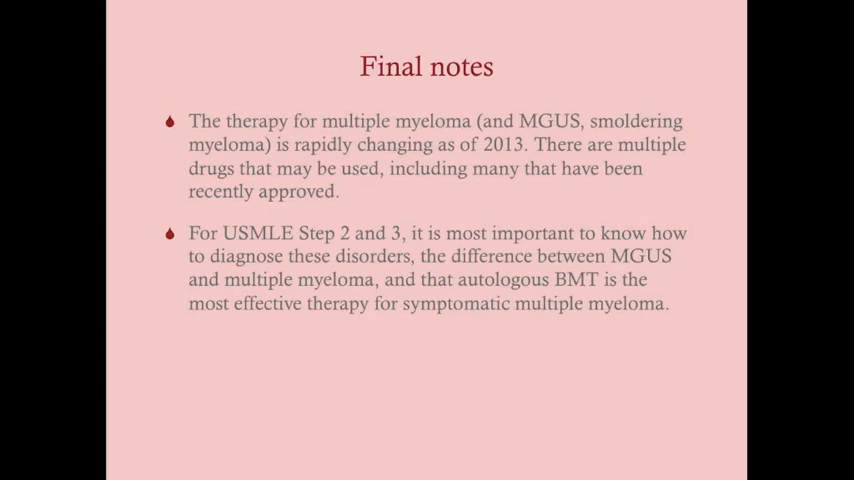 Final notes
The therapy for multiple myeloma (and MGUS, smoldering
myeloma) is rapidly changing as of 2013. There are multiple
drugs that may be used, including many that have been
recently approved.
For USMLE Step 2 and 3, it is most important to know how
to diagnose these disorders, the difference between MGUS
and multiple myeloma, and that autologous BMT is the
most effective therapy for symptomatic multiple myeloma.